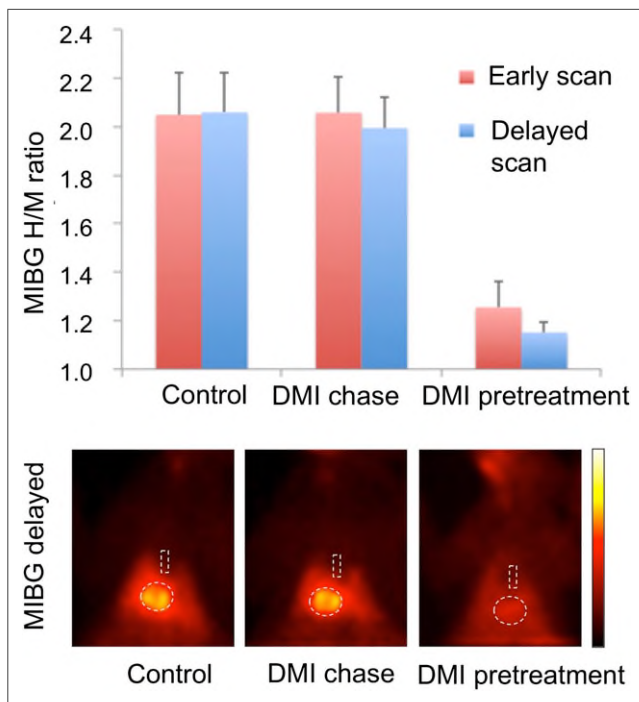 MIBG H/M ratio
2.4
2.2
2.0
1.8
1.6
1.4
1.2
1.0
Early scan
Delayed
scan
Control
DMI chase
DMI pretreatment
MIBG delayed
Control
DMI chase
DMI pretreatment